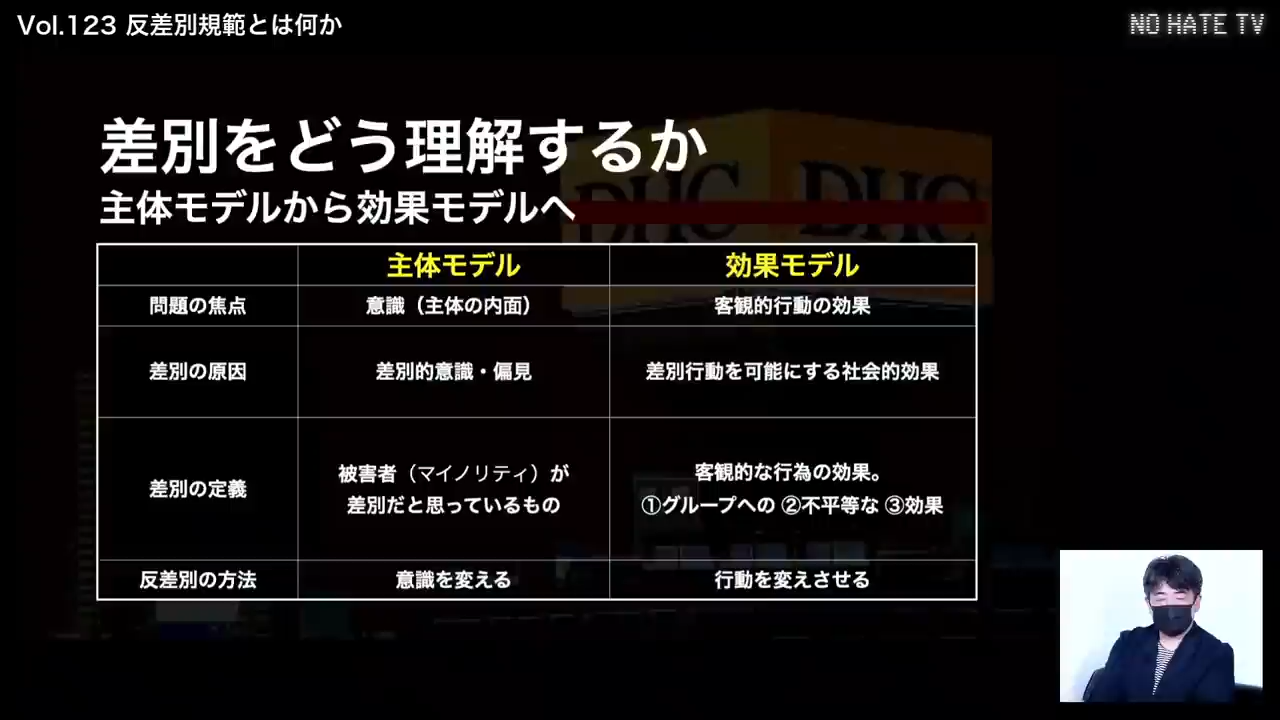 Vol.123 反差別規範とは何か
NO HATE TV
差別をどう理解するか
主体モデルから効果モデルへ
DHC DHC
主体モデル 効果モデル
問題の焦点 意識（主体の内面） 客観的行動の効果
差別の原因 差別的意識・偏見 差別行動を可能にする社会的効果
差別の定義
被害者（マイノリティ）が
差別だと思っているもの
客観的な行為の効果。
①グループへの ②不平等な ③効果
反差別の方法 意識を変える 行動を変えさせる